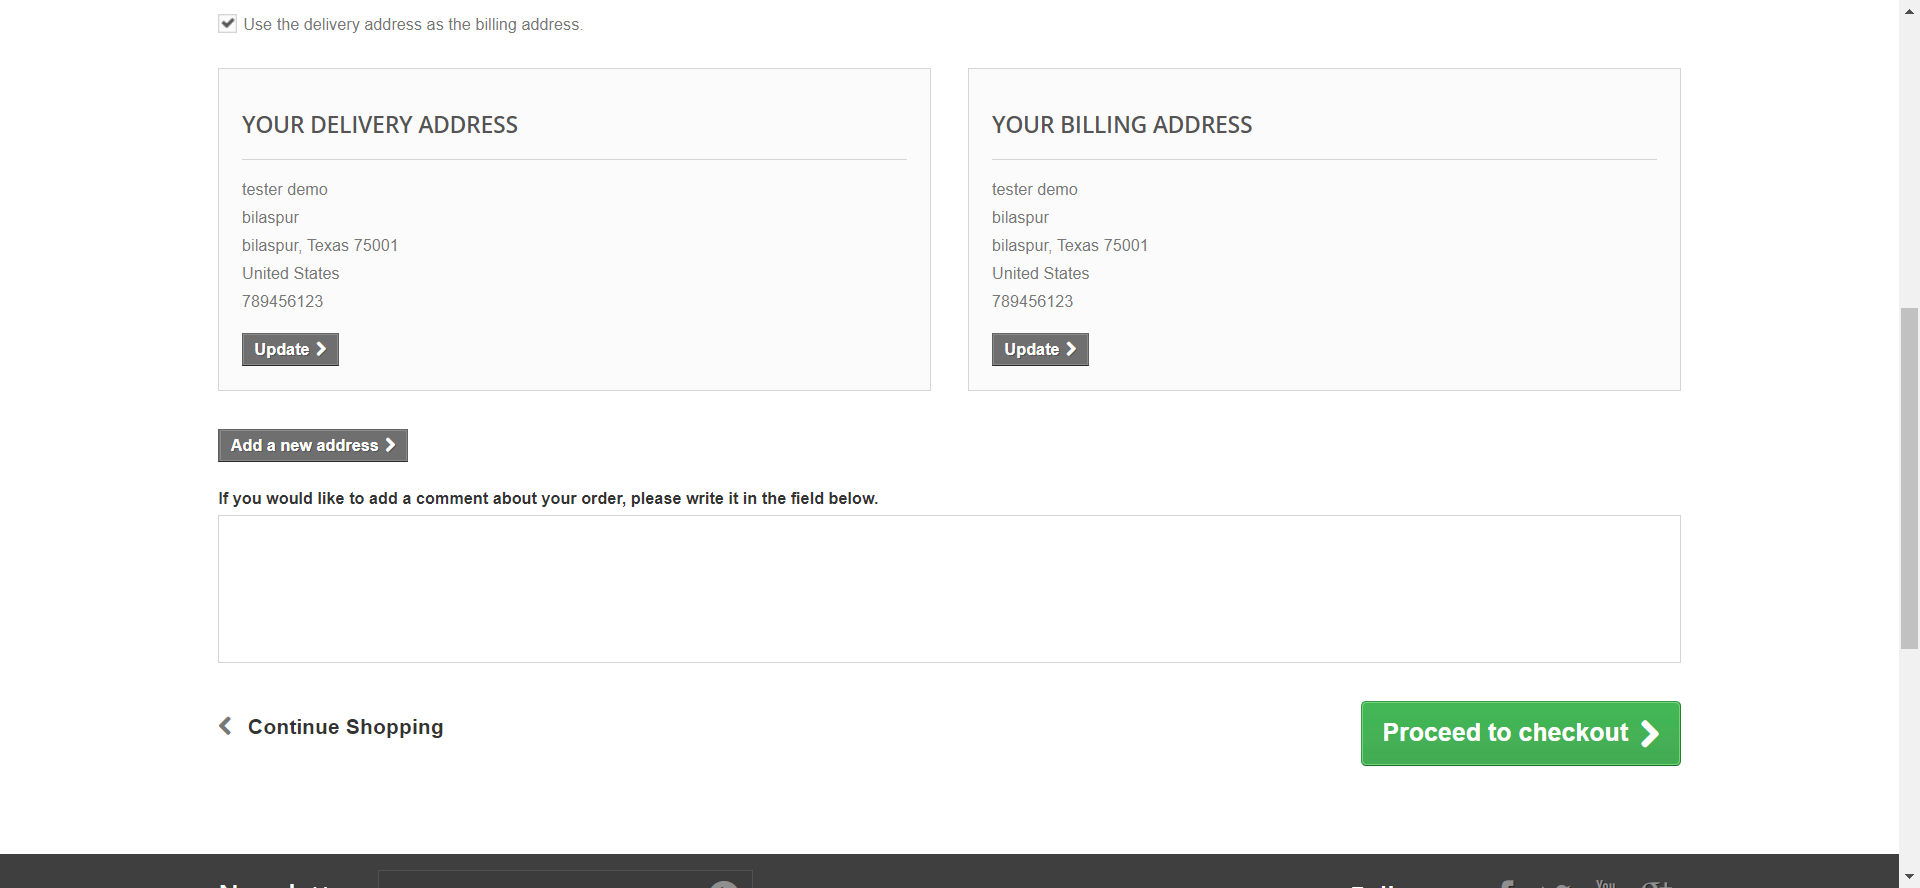 Use the delivery address as the billing address.
YOUR DELIVERY ADDRESS
tester demo
bilaspur
bilaspur, Texas 75001
United States
789456123
Update
YOUR BILLING ADDRESS
tester demo
bilaspur
bilaspur, Texas 75001
United States
789456123
Update
Add a new address
If you would like to add a comment about your order, please write it in the field below.
Continue Shopping
Proceed to checkout